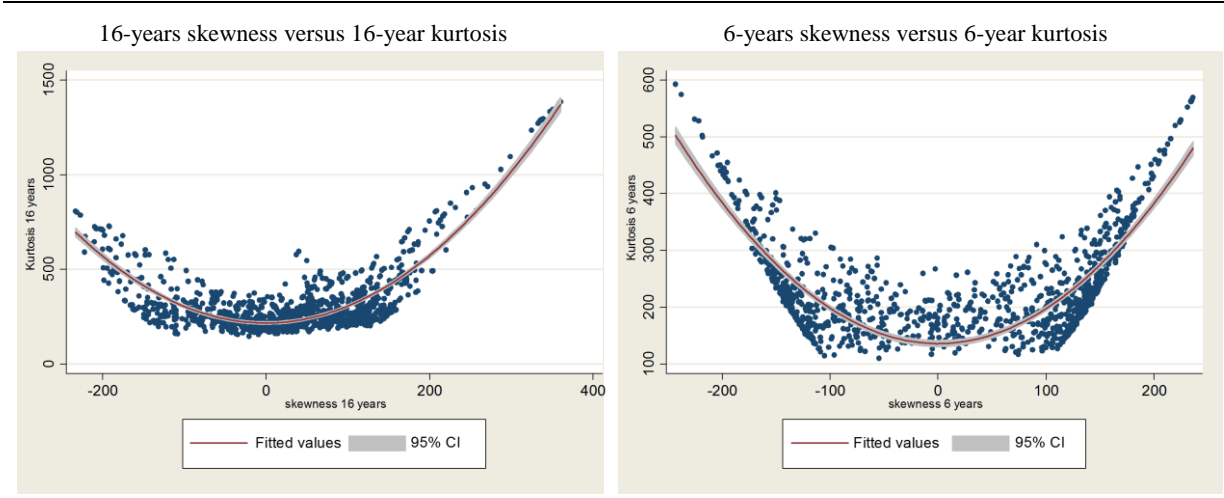 16-years skewness versus 16-year kurtosis
6-years skewness versus 6-year kurtosis
Kurtosis 16 years
1500
1000
500
0
-200
0
200
400
skewness 16 years
Fitted values
95% CI
Kurtosis 6 years
600
500
400
300
200
100
-200
-100
0
100
200
skewness 6 years
Fitted values
95% CI